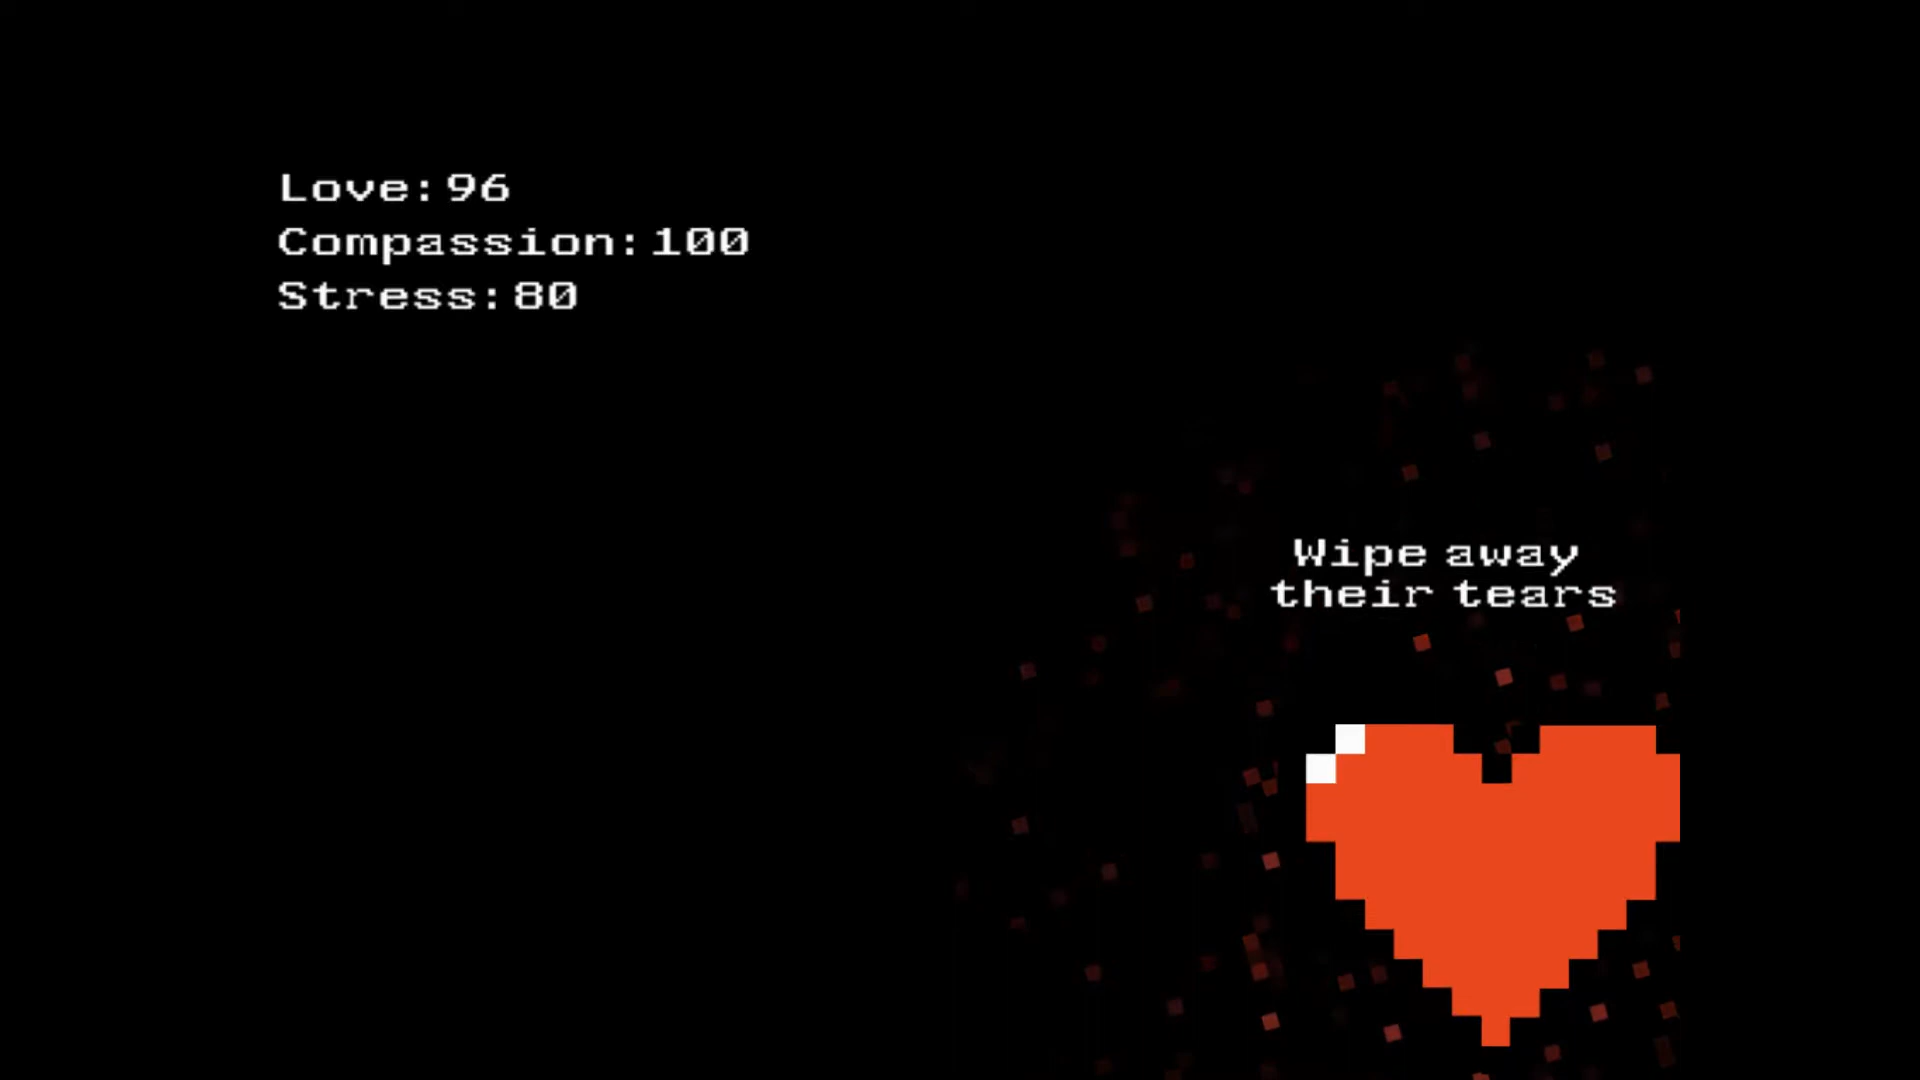 Love: 96
Compassion: 100
Stress: 80
Wipe away
their tears